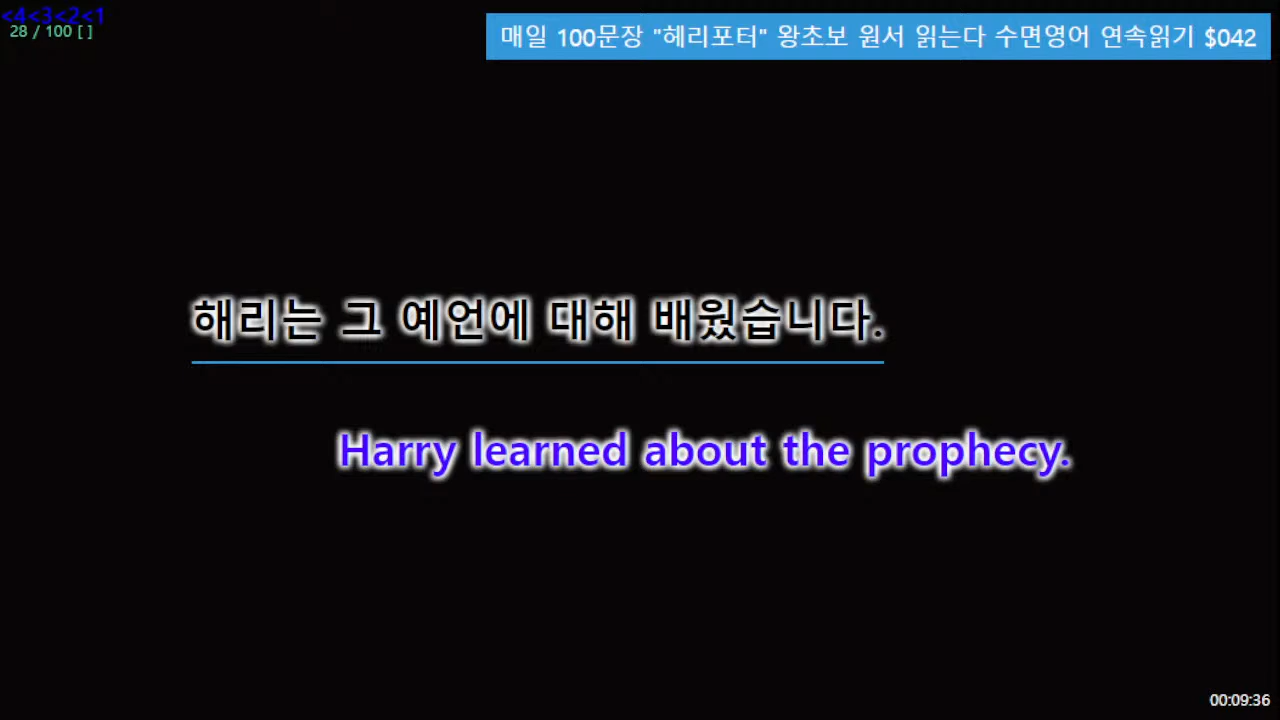 <4<3<2<1
28 / 100 [ ]
매일 100문장 "헤리포터" 왕초보 원서 읽는다 수면영어 연속읽기 $042
해리는 그 예언에 대해 배웠습니다.
Harry learned about the prophecy.
00:09:36